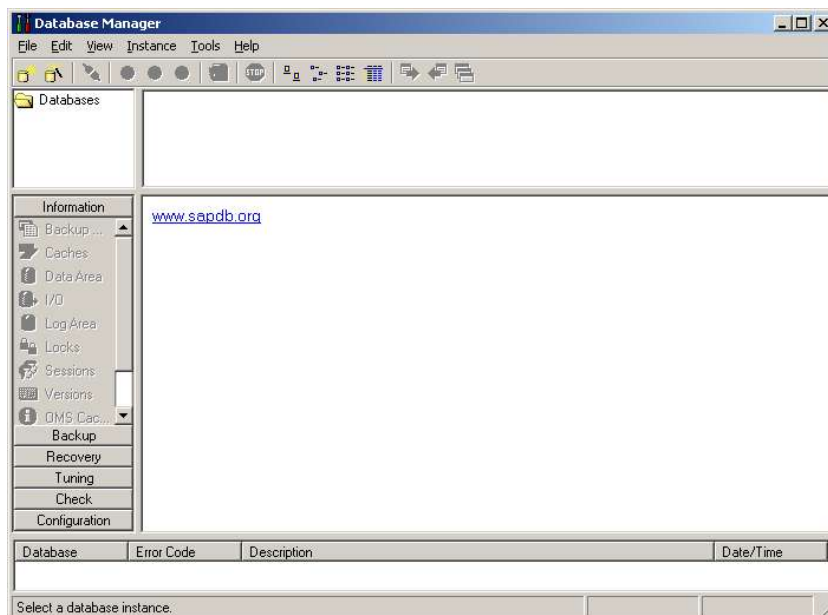 Database Manager
File Edit View Instance Tools Help
STOP
Databases
Information
www.sapdb.org
Backup ...
Caches
Data Area
I/O
Log Area
Locks
Sessions
Versions
OMS Cac...
Backup
Recovery
Tuning
Check
Configuration
Database Error Code Description Date/Time
Select a database instance.